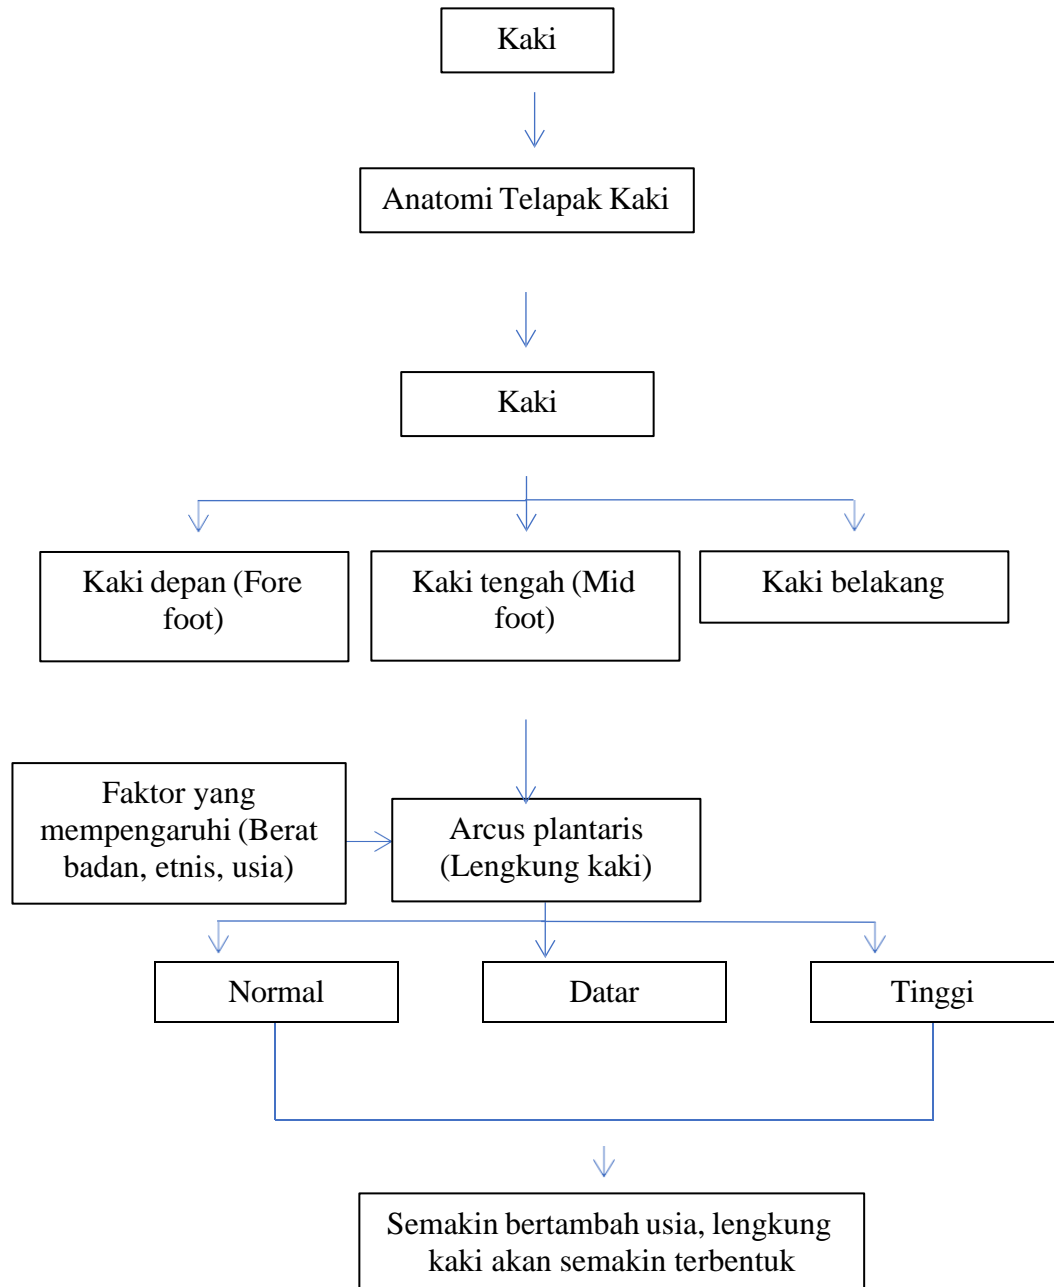 Kaki
Anatomi Telapak Kaki
Kaki
Kaki depan (Fore
foot)
Kaki tengah (Mid
foot)
Kaki belakang
Faktor yang
mempengaruhi (Berat
badan, etnis, usia)
Arcus plantaris
(Lengkung kaki)
Normal
Datar
Tinggi
Semakin bertambah usia, lengkung
kaki akan semakin terbentuk